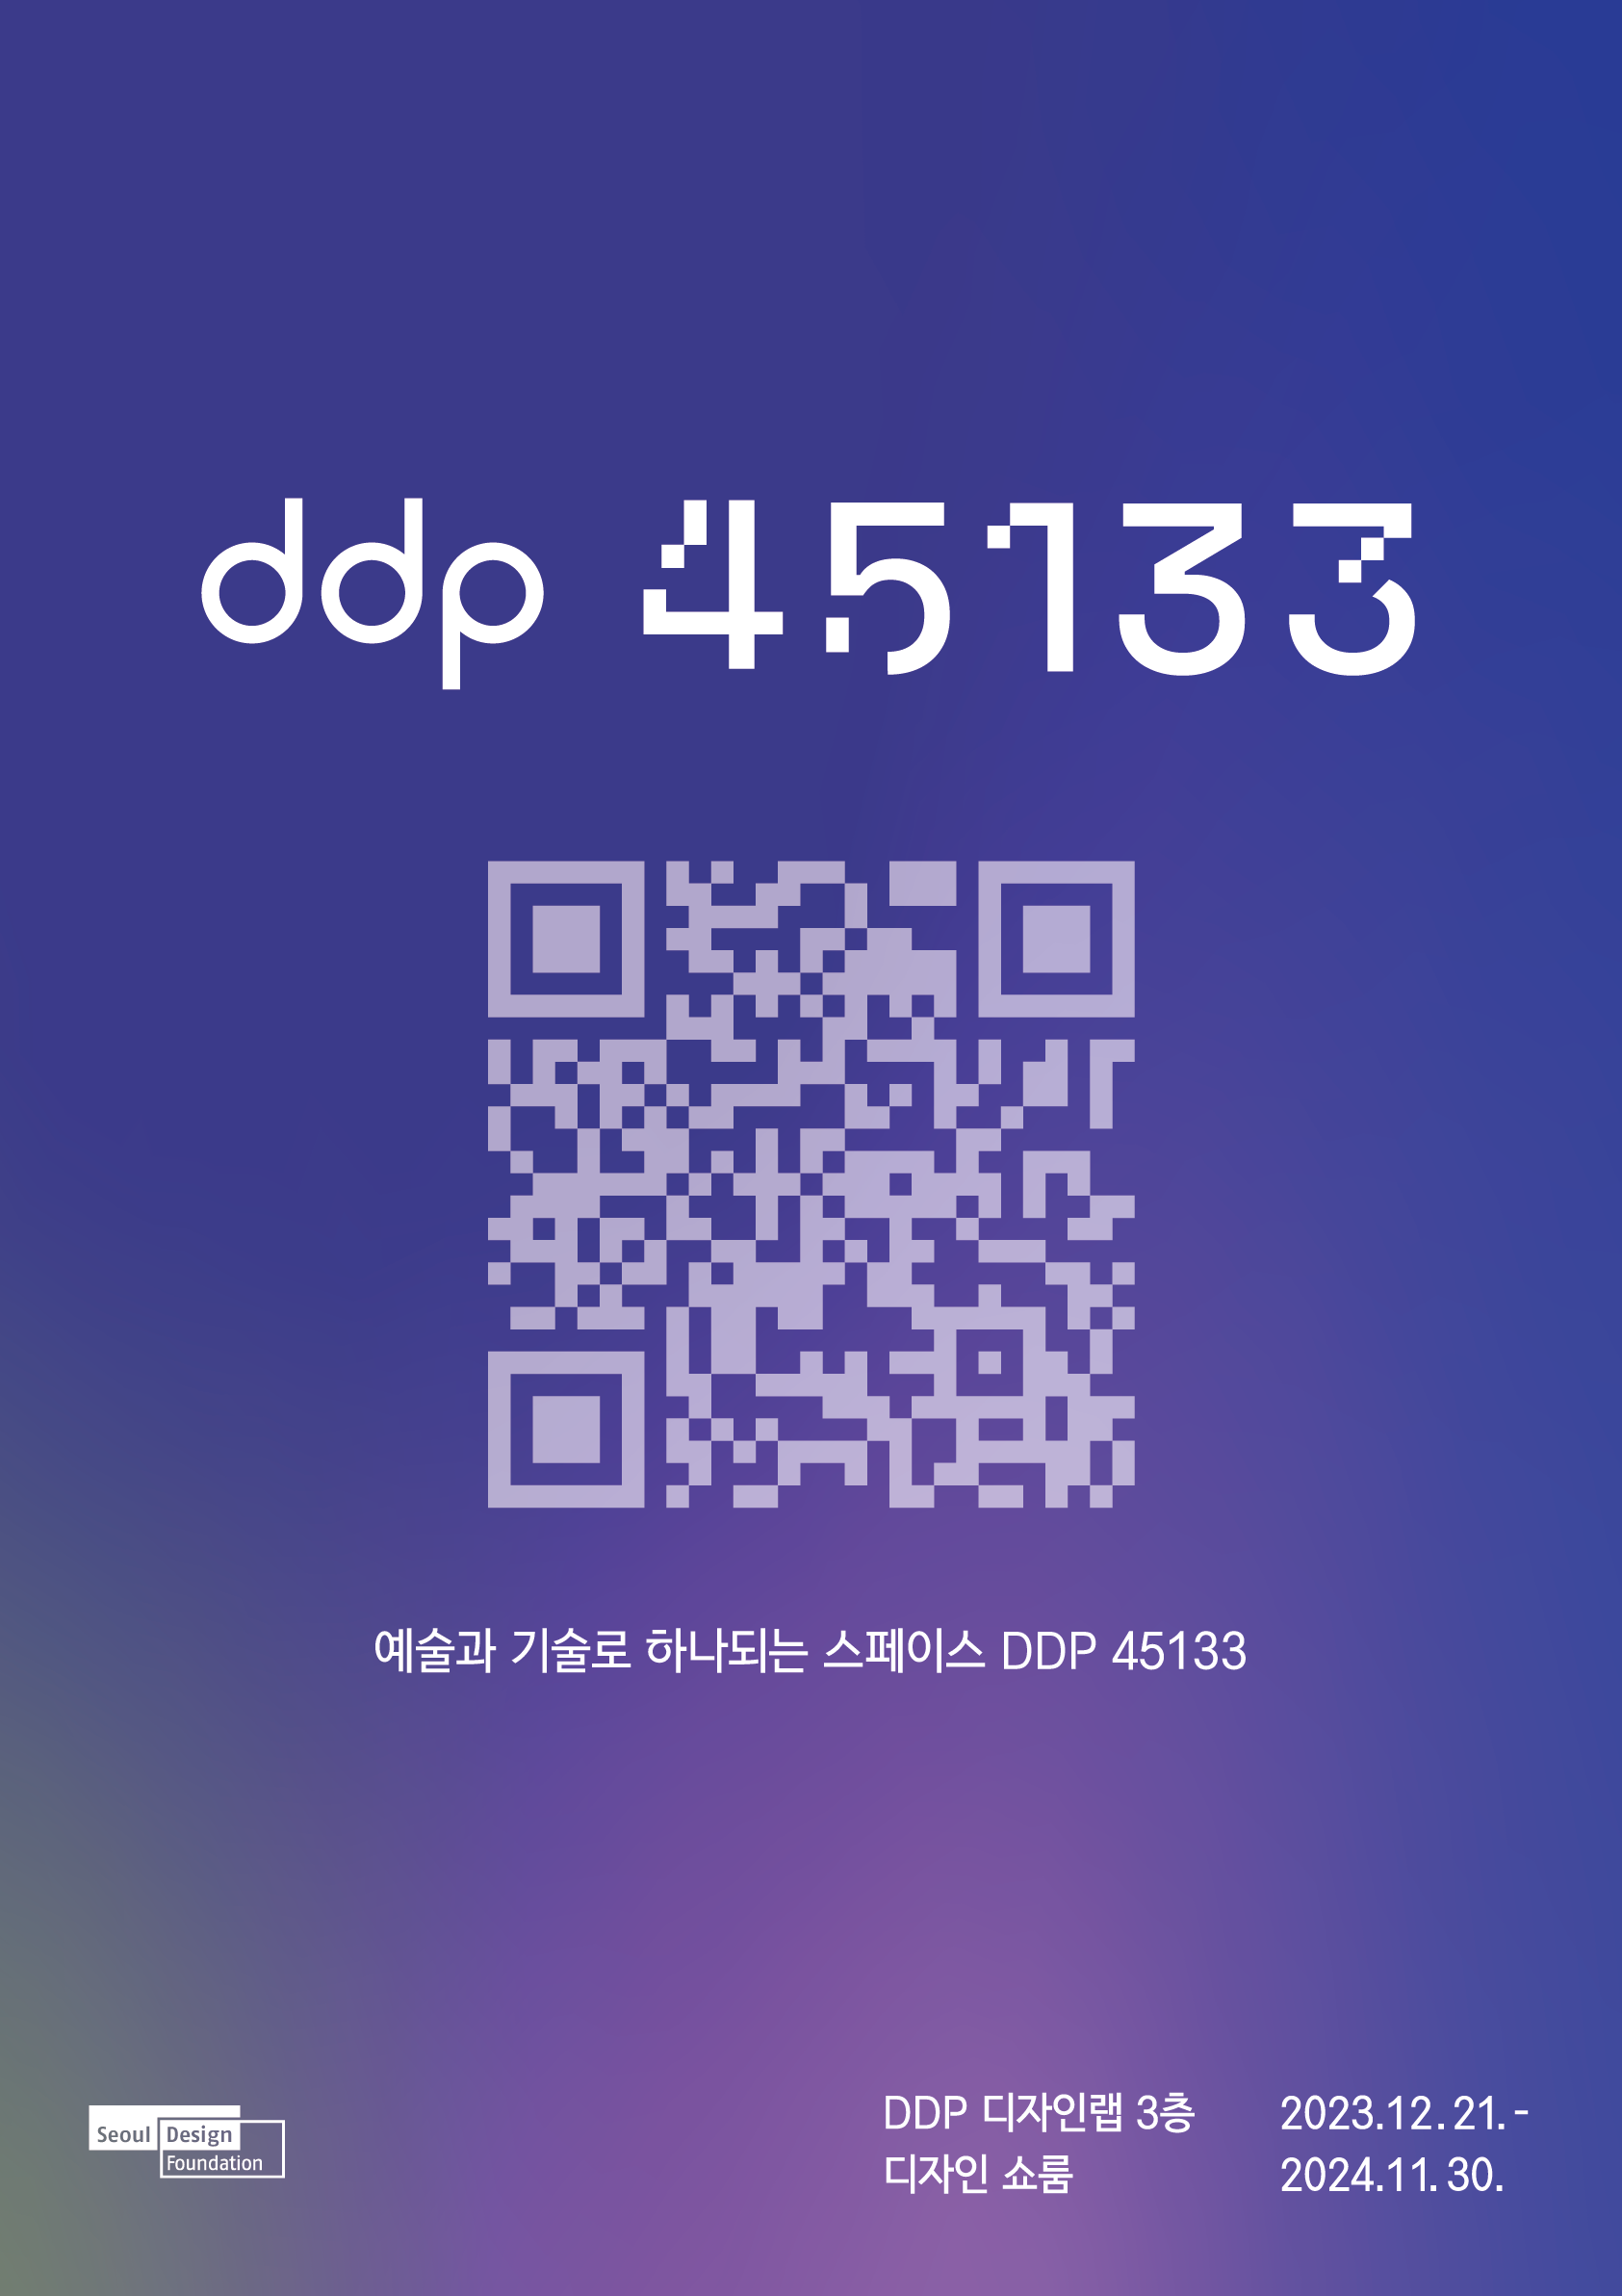 ddp 45133
예술과 기술로 하나되는 스페이스 DDP 45133
Seoul Design
Foundation
DDP 디자인랩 3층
디자인 쇼룸
2023.12.21.-
2024.11.30.